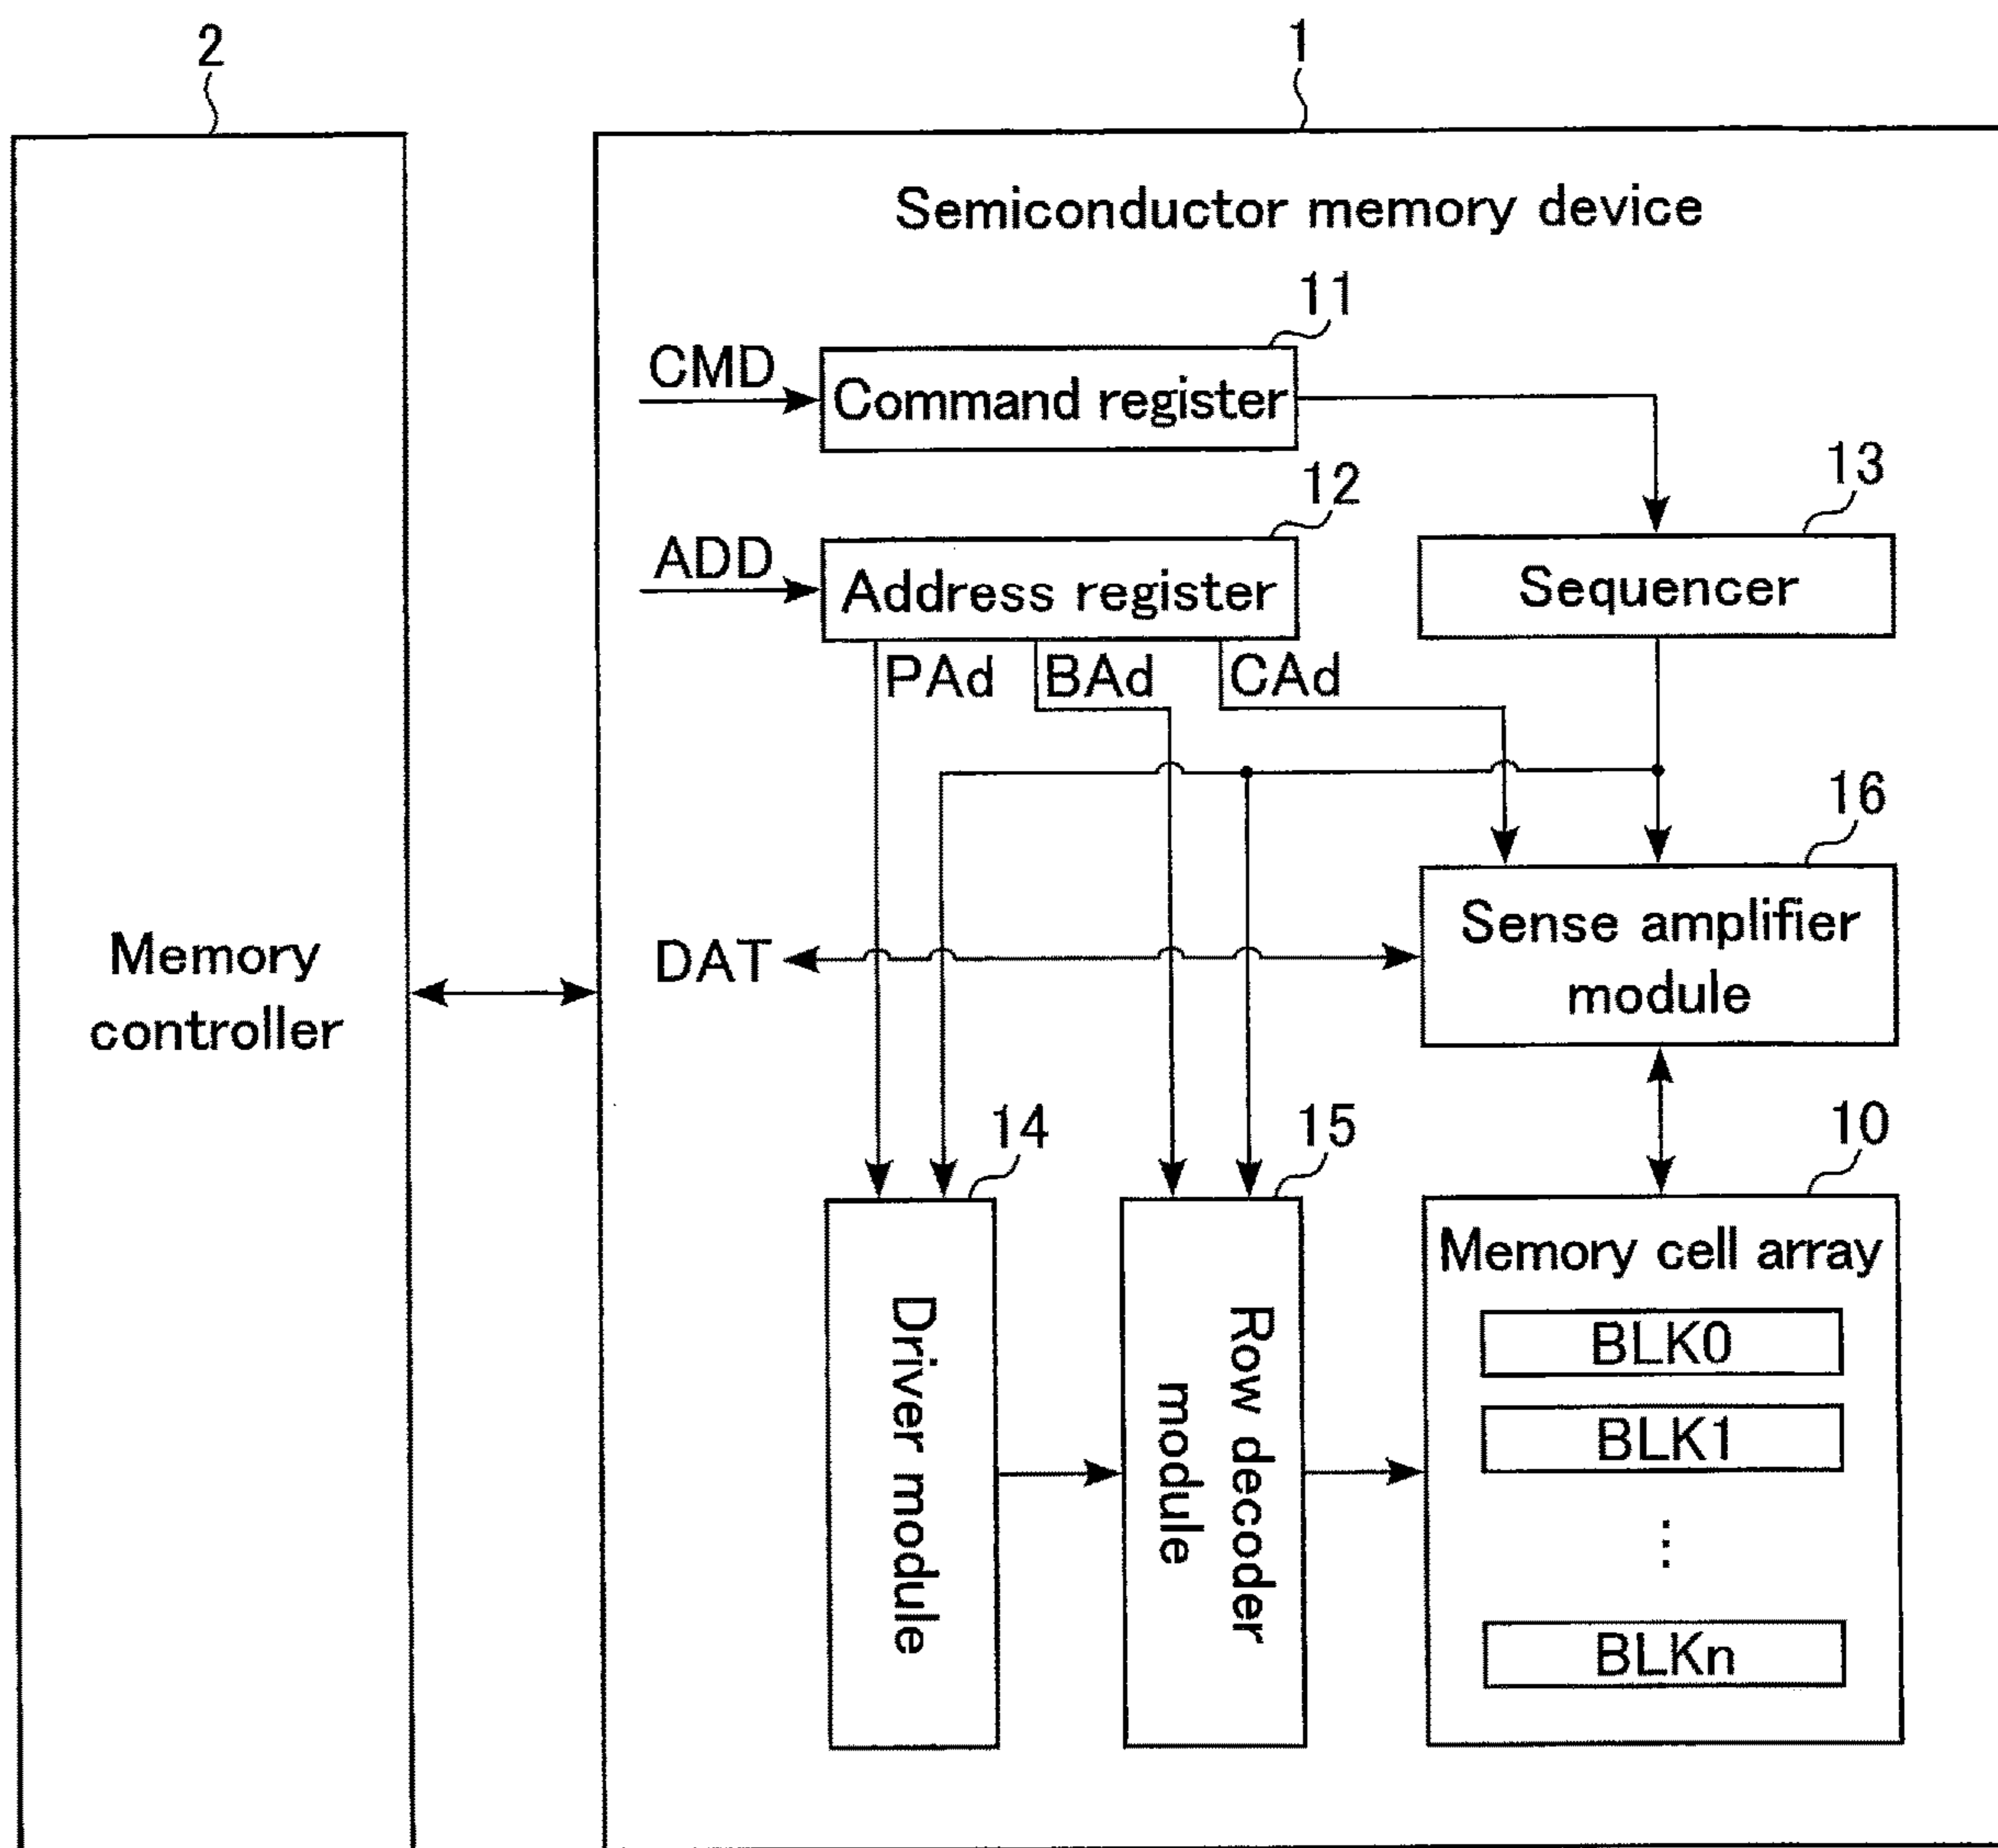 2
1
Semiconductor memory device
11
CMD
Command register
12
13
ADD
Address register
Sequencer
PAd
BAd
CAd
16
DAT
Sense amplifier
module
Memory
controller
14
15
10
Driver module
Row decoder
module
Memory cell array
BLK0
BLK1
⋮
BLKn